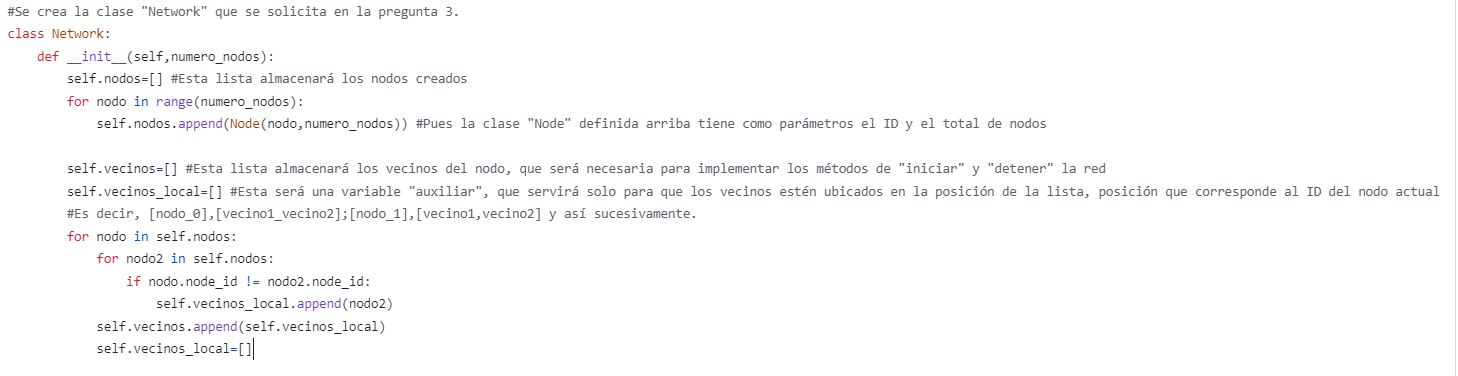 #Se crea la clase "Network" que se solicita en la pregunta 3.
class Network:
    def __init__(self,numero_nodos):
        self.nodos=[] #Esta lista almacenará los nodos creados
        for nodo in range(numero_nodos):
            self.nodos.append(Node(nodo,numero_nodos)) #Pues la clase "Node" definida arriba tiene como parámetros el ID y el total de nodos

        self.vecinos=[] #Esta lista almacenará los vecinos del nodo, que será necesaria para implementar los métodos de "iniciar" y "detener" la red
        self.vecinos_local=[] #Esta será una variable "auxiliar", que servirá solo para que los vecinos estén ubicados en la posición de la lista, posición que corresponde al ID del nodo actual
        #Es decir, [nodo_0],[vecino1_vecino2];[nodo_1],[vecino1,vecino2] y así sucesivamente.
        for nodo in self.nodos:
            for nodo2 in self.nodos:
                if nodo.node_id != nodo2.node_id:
                    self.vecinos_local.append(nodo2)
            self.vecinos.append(self.vecinos_local)
            self.vecinos_local=[]